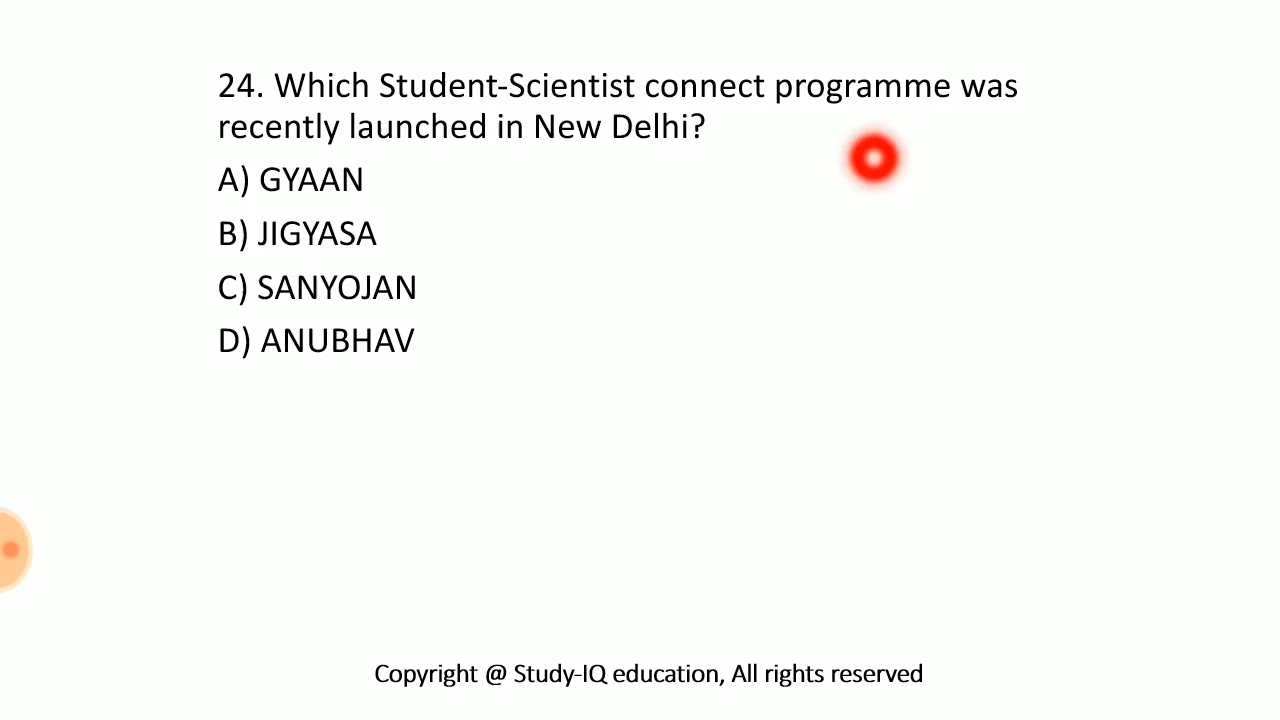 24. Which Student-Scientist connect programme was
recently launched in New Delhi?
A) GYAAN
B) JIGYASA
C) SANYOJAN
D) ANUBHAV
Copyright @ Study-IQ education, All rights reserved